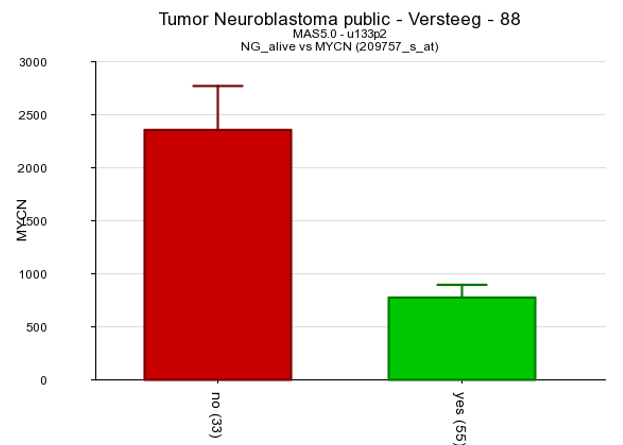 Tumor Neuroblastoma public - Versteeg - 88
MAS5.0 - u133p2
NG_alive vs MYCN (209757_s_at)
3000
2500
2000
1500
1000
500
0
MYCN
no (33)
yes (55)